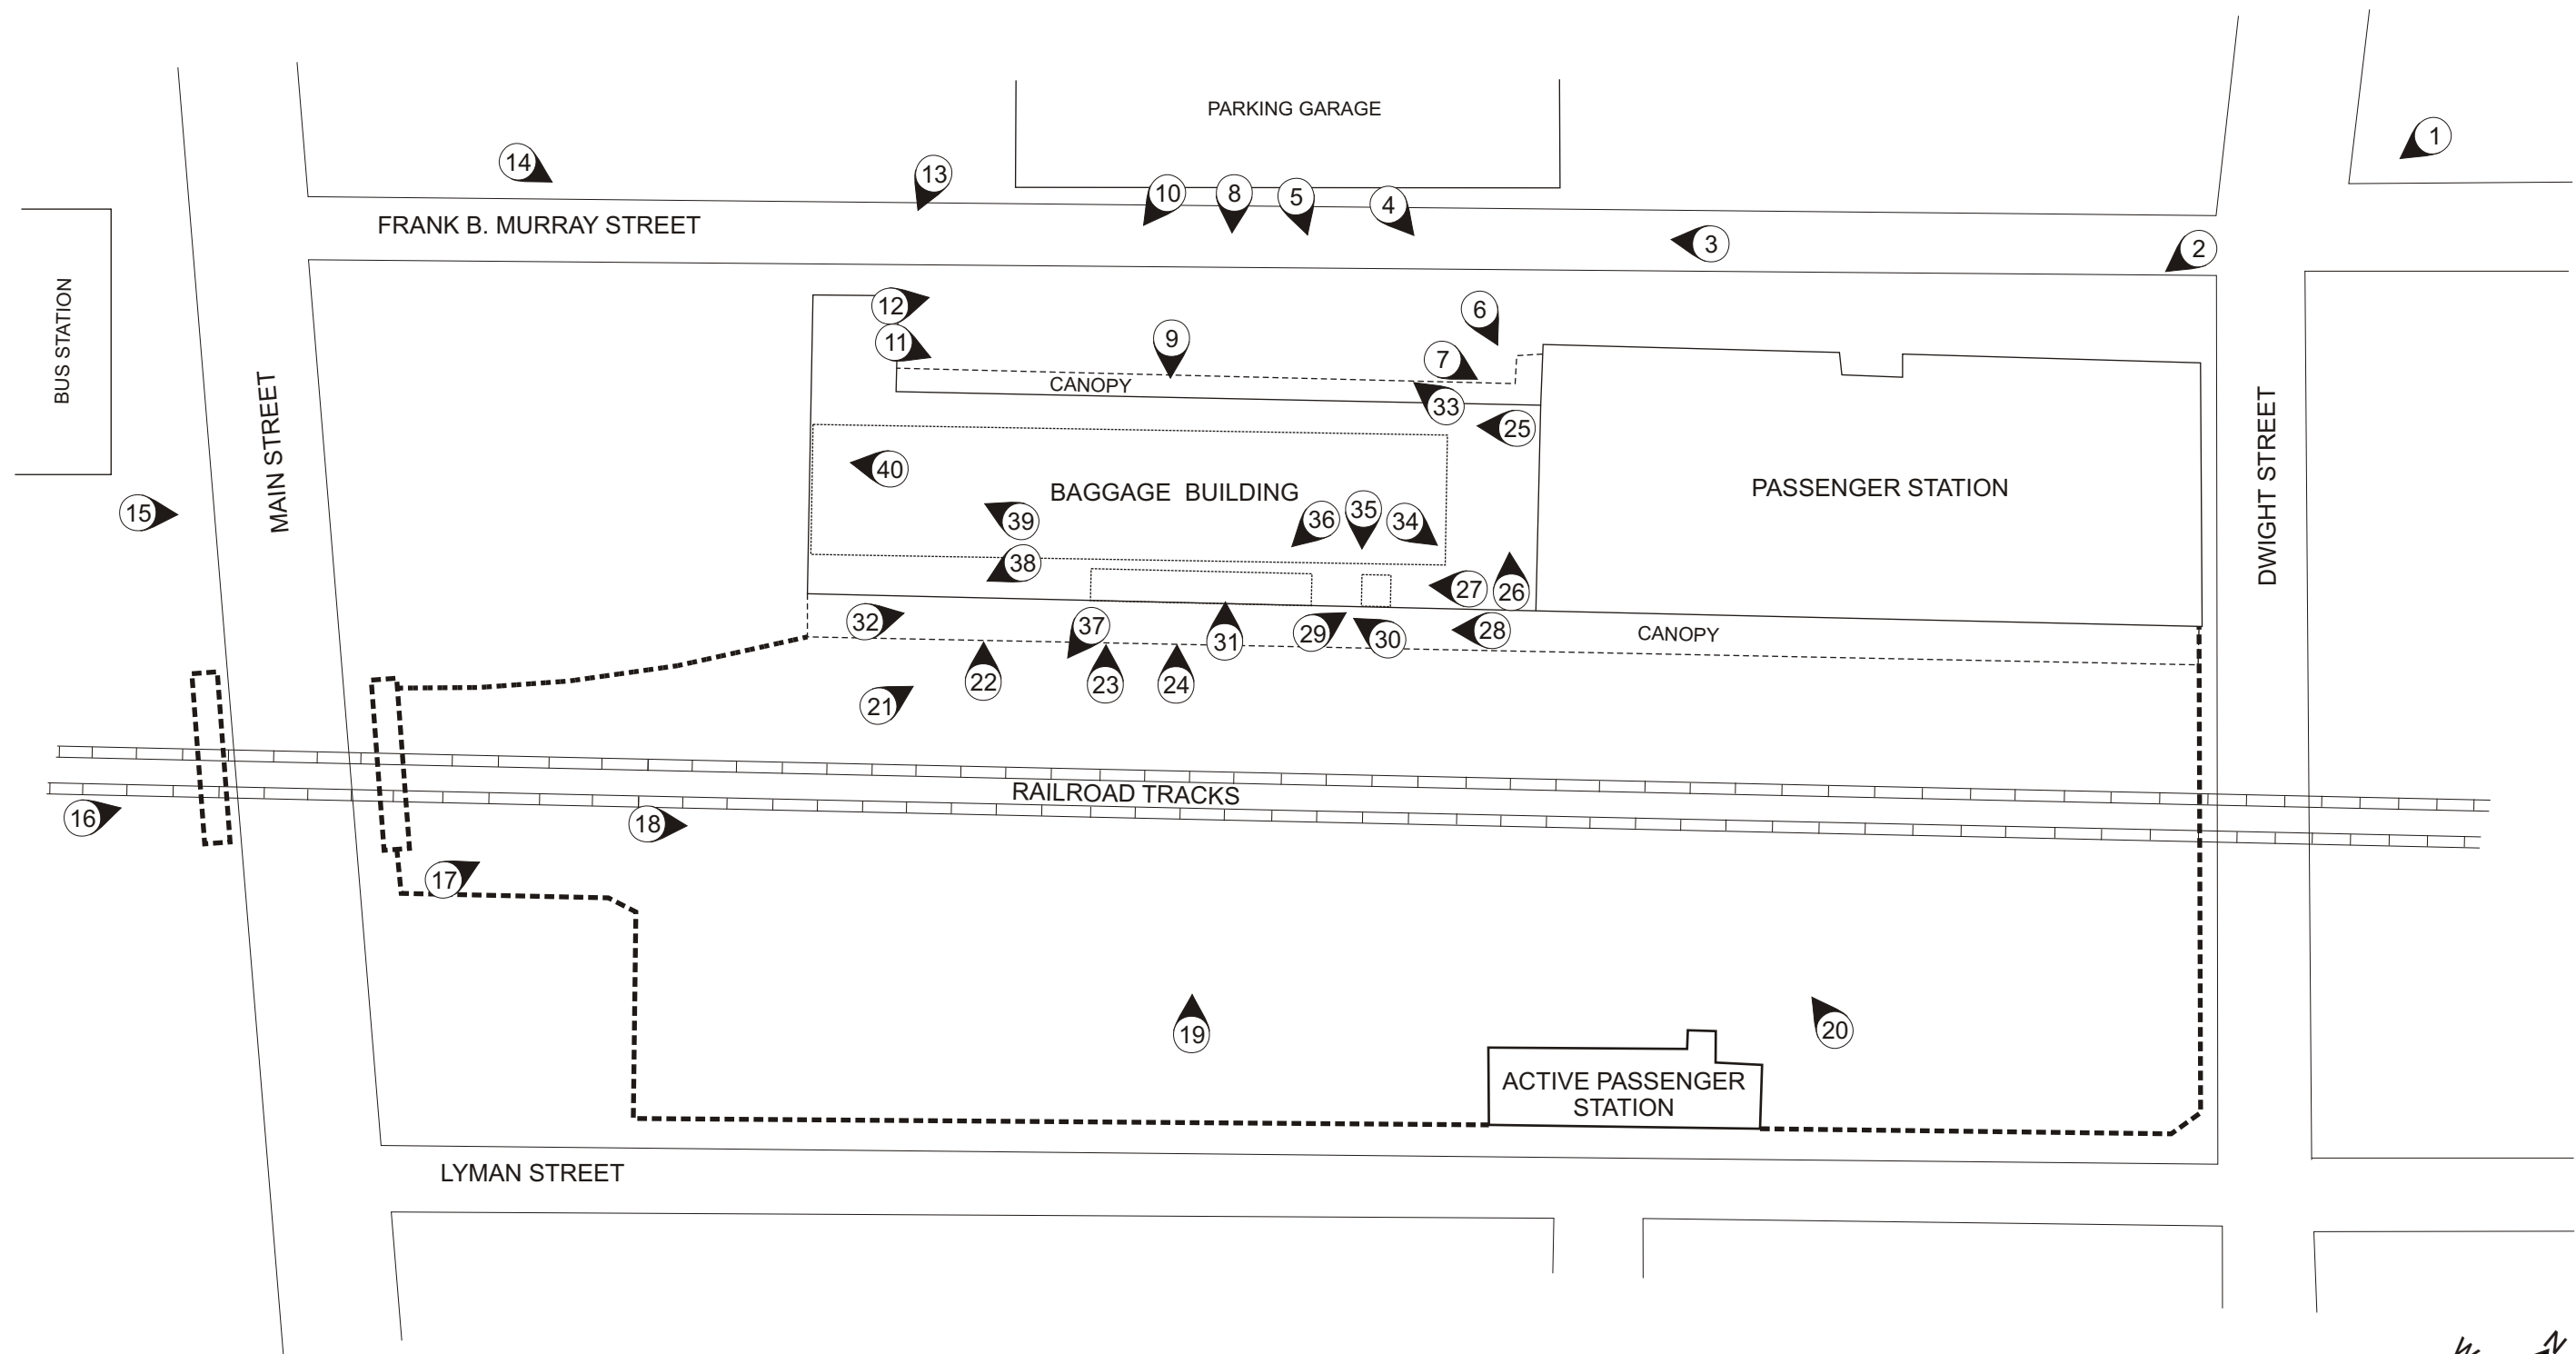 PARKING GARAGE
1
14
13
10
8
5
4
FRANK B. MURRAY STREET
3
2
BUS STATION
12
6
11
9
7
CANOPY
33
25
MAIN STREET
40
BAGGAGE BUILDING
PASSENGER STATION
DWIGHT STREET
15
39
36
35
34
38
27
26
32
37
31
29
30
28
CANOPY
22
23
24
21
RAILROAD TRACKS
16
18
17
19
20
ACTIVE PASSENGER
STATION
LYMAN STREET
W
N